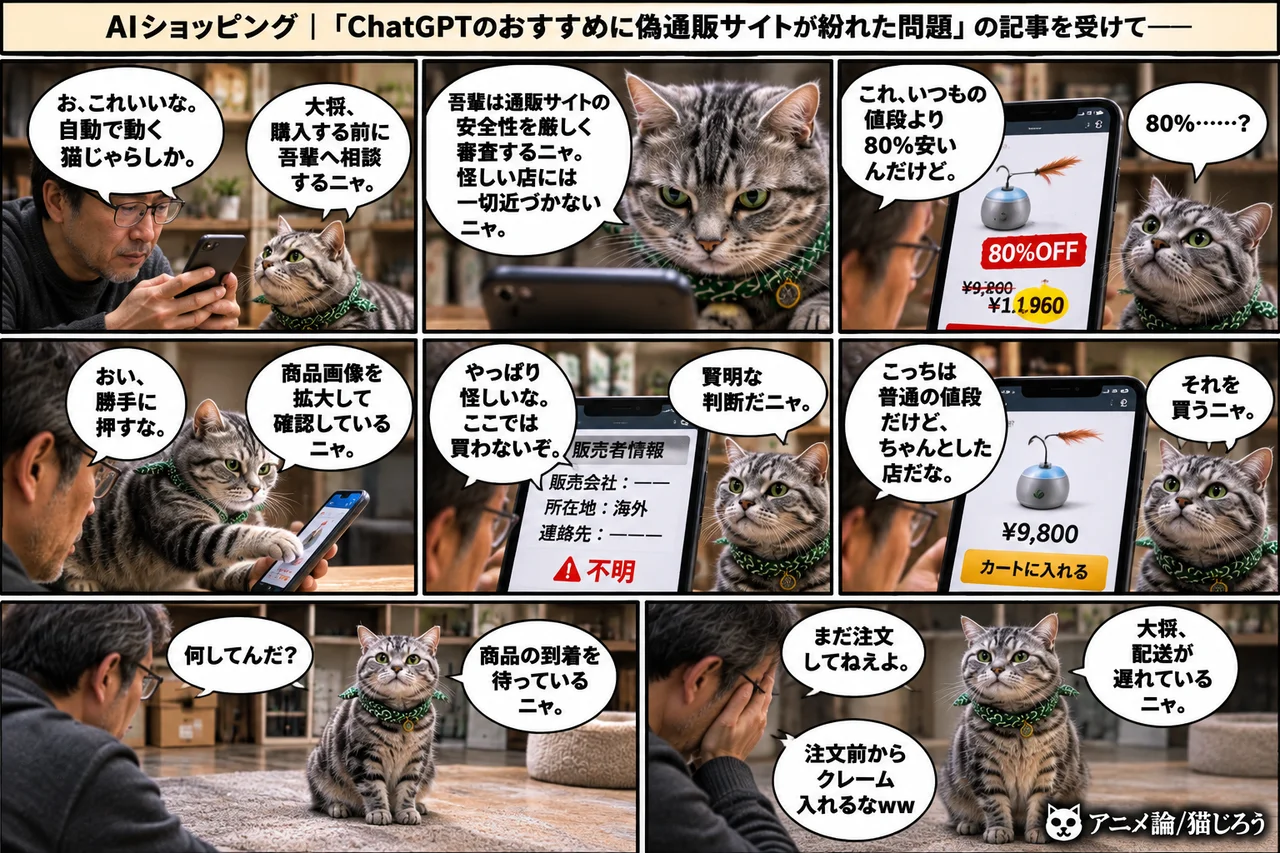 AIショッピング｜「ChatGPTのおすすめに偽通販サイトが紛れた問題」の記事を受けて――
お、これいいな。
自動で動く
猫じゃらしか。
大将、
購入する前に
吾輩へ相談
するニャ。
吾輩は通販サイトの
安全性を厳しく
審査するニャ。
怪しい店には
一切近づかない
ニャ。
これ、いつもの
値段より
80%安い
んだけど。
80%……？
80%OFF
¥9,800
¥1.1,960
おい、
勝手に
押すな。
商品画像を
拡大して
確認している
ニャ。
やっぱり
怪しいな。
ここでは
買わないぞ。
賢明な
判断だニャ。
販売者情報
販売会社：――
所在地：海外
連絡先：―――
不明
こっちは
普通の値段
だけど、
ちゃんとした
店だな。
それを
買うニャ。
¥9,800
カートに入れる
何してんだ？
商品の到着を
待っている
ニャ。
まだ注文
してねえよ。
大将、
配送が
遅れている
ニャ。
注文前から
クレーム
入れるなww
アニメ論/猫じろう